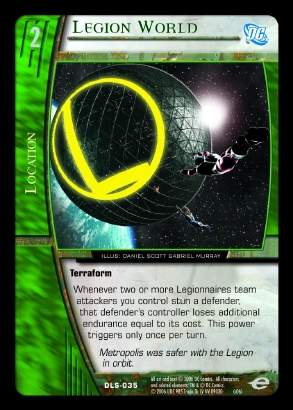 2
LEGION WORLD
DC
LOCATION
ILLUS: DANIEL SCOTT GABRIEL MURRAY
Terraform
Whenever two or more Legionnaires team
attackers you control stun a defender,
that defender's controller loses additional
endurance equal to its cost. This power
triggers only once per turn.
Metropolis was safer with the Legion
in orbit.
DLS-035